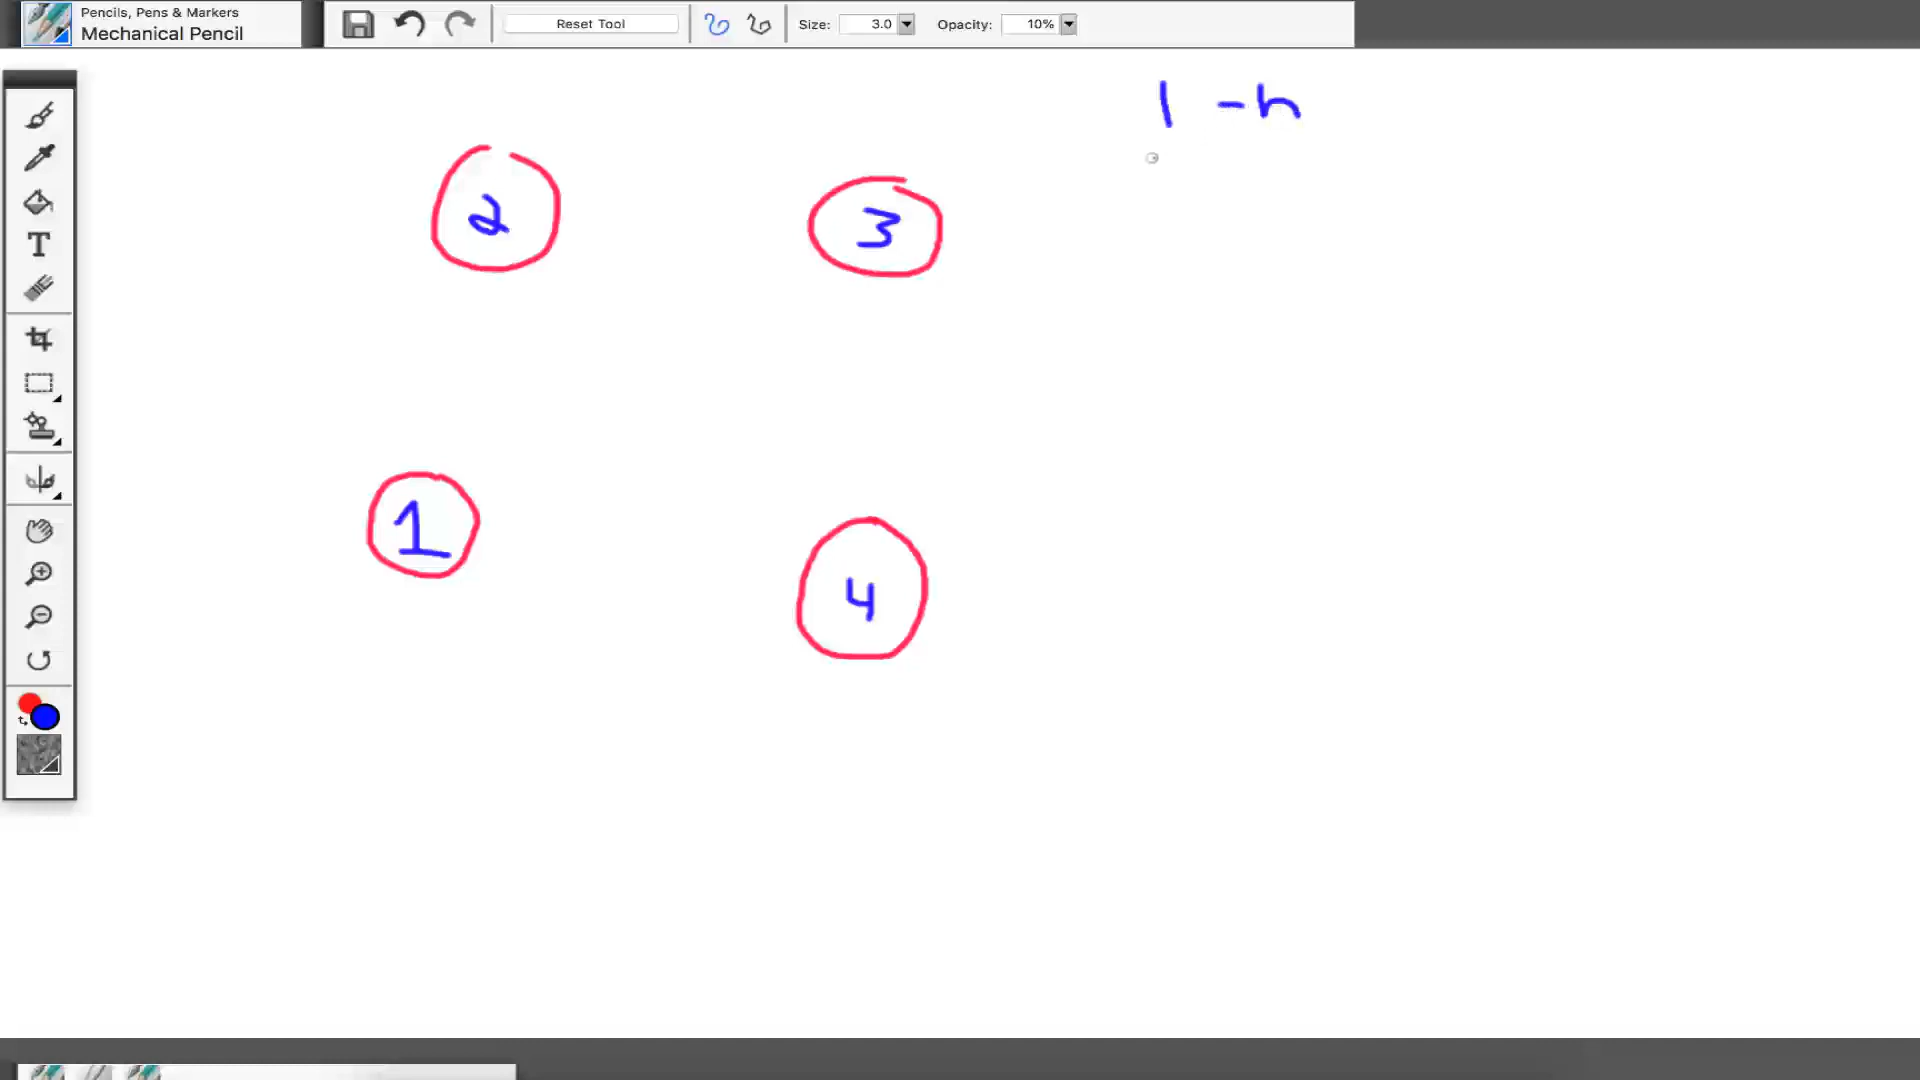 Pencils, Pens & Markers
Mechanical Pencil
Reset Tool
Size: 3.0
Opacity: 10%
1 - n
2
3
1
4
T